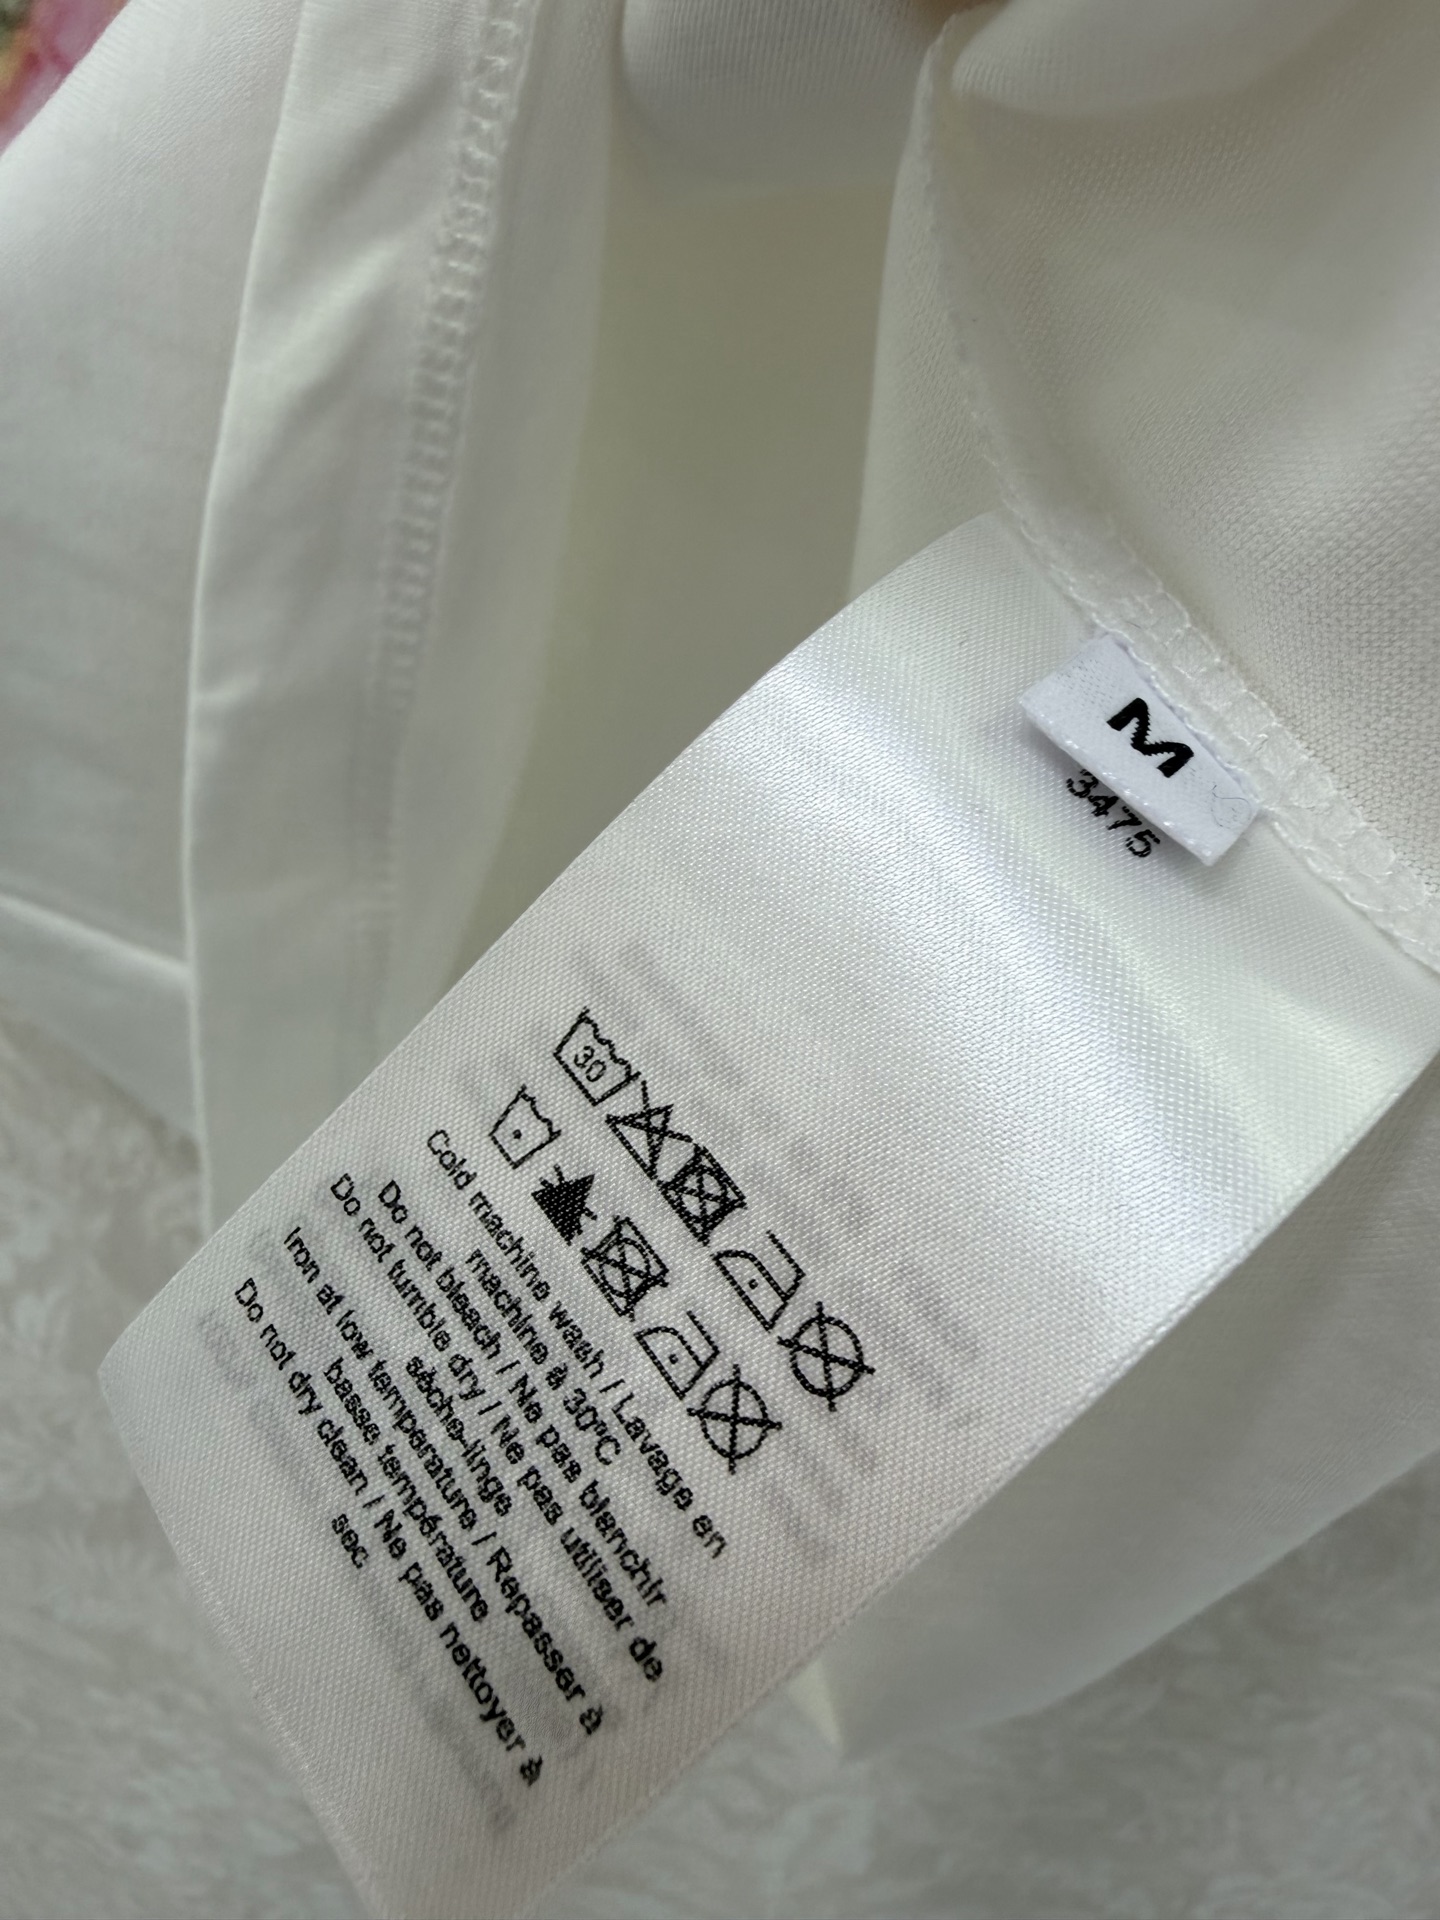 M
3475
30
Cold machine wash / Lavage en
machine à 30ºC
Do not bleach / Ne pas blanchir
Do not tumble dry / Ne pas utiliser de
sèche-linge
Iron at low temperature / Repasser à
basse température
Do not dry clean / Ne pas nettoyer à
sec